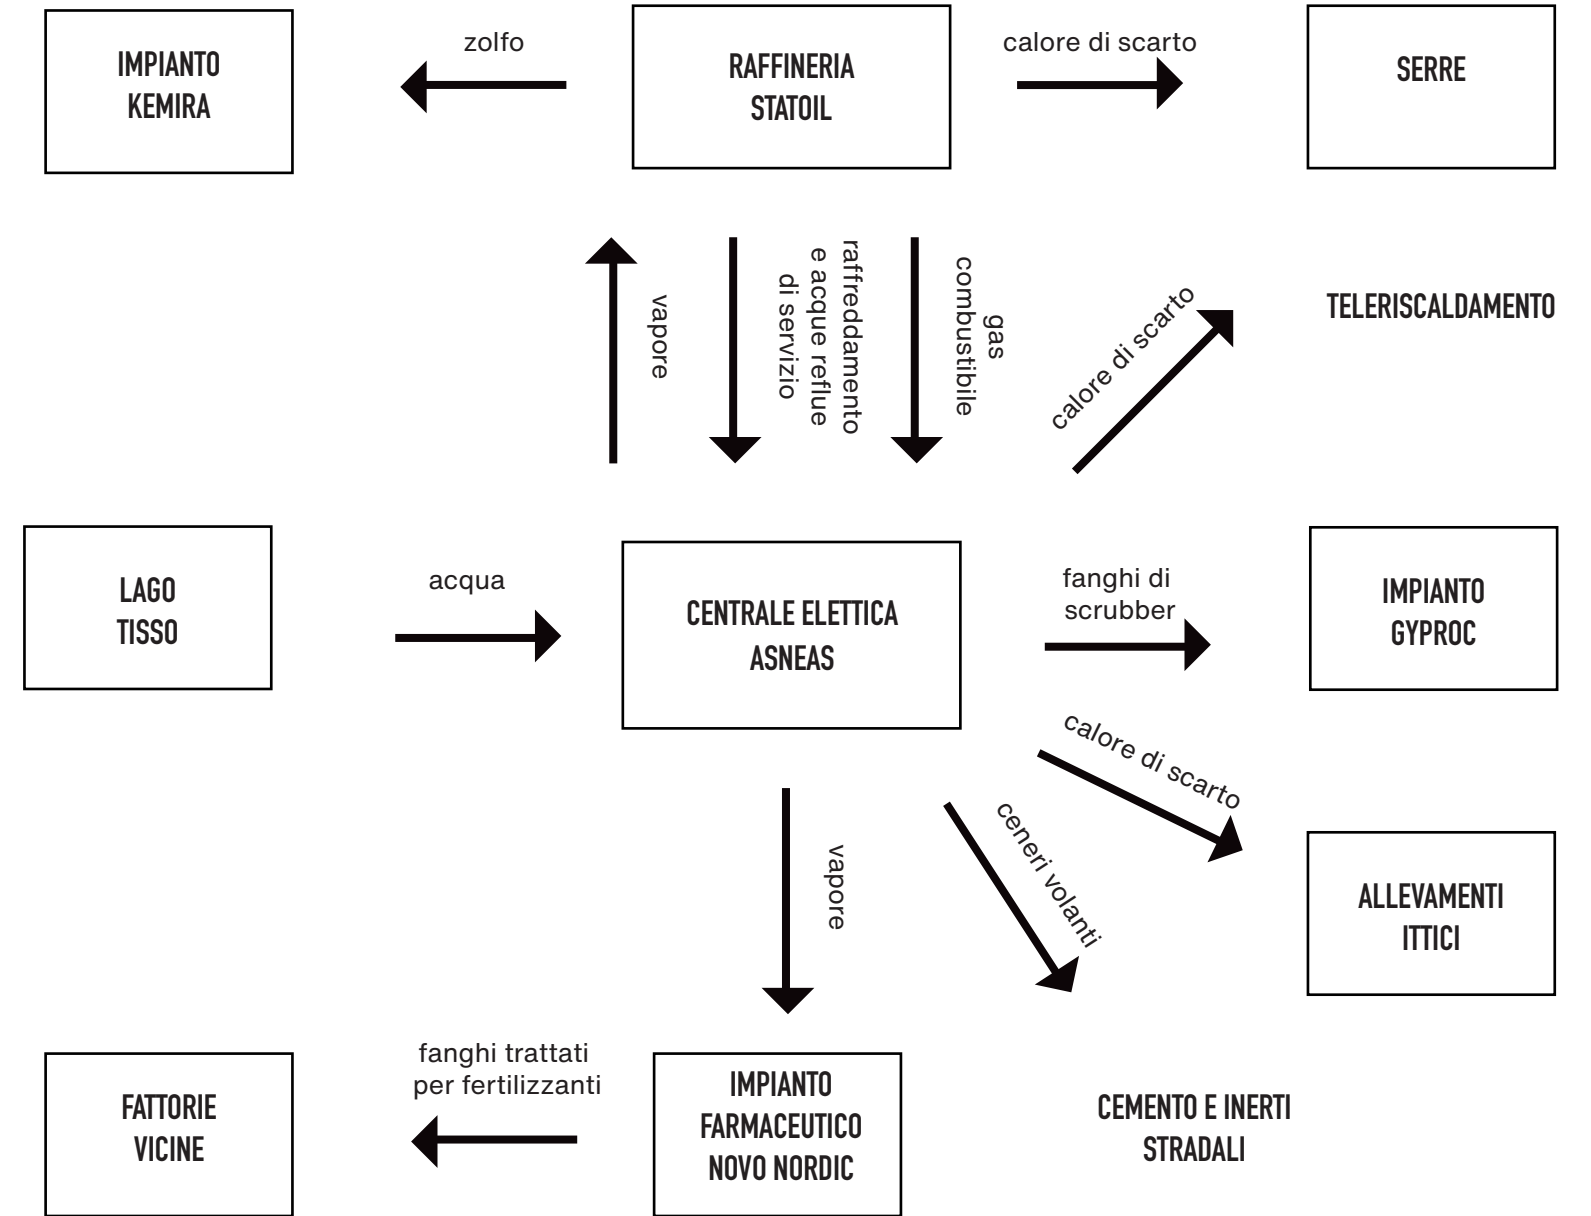 IMPIANTO
KEMIRA
zolfo
RAFFINERIA
STATOIL
calore di scarto
SERRE
vapore
raffreddamento
e acque reflue
di servizio
gas
combustibile
calore di scarto
TELERISCALDAMENTO
LAGO
TISSO
acqua
CENTRALE ELETTICA
ASNEAS
fanghi di
scrubber
IMPIANTO
GYPROC
calore di scarto
ceneri volanti
vapore
ALLEVAMENTI
ITTICI
FATTORIE
VICINE
fanghi trattati
per fertilizzanti
IMPIANTO
FARMACEUTICO
NOVO NORDIC
CEMENTO E INERTI
STRADALI